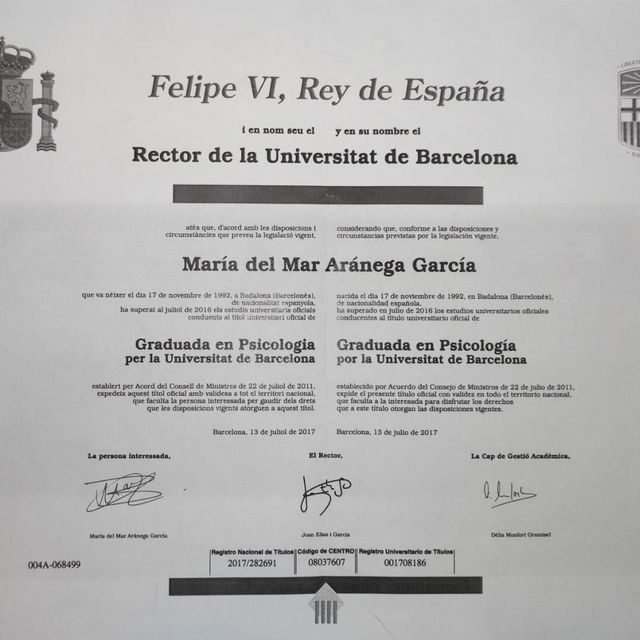 Felipe VI, Rey de España
i en nom seu el y en su nombre el
Rector de la Universitat de Barcelona
atès que, d'acord amb les disposicions i
circumstàncies que preveu la legislació vigent,
considerando que, conforme a las disposiciones y
circunstancias previstas por la legislación vigente,
María del Mar Aránega García
que va néixer el dia 17 de novembre de 1992, a Badalona (Barcelonès),
de nacionalitat espanyola,
ha superat al juliol de 2016 els estudis universitaris oficials
conduents al títol universitari oficial de
nacida el día 17 de noviembre de 1992, en Badalona (Barcelonès),
de nacionalidad española,
ha superado en julio de 2016 los estudios universitarios oficiales
conducentes al título universitario oficial de
Graduada en Psicologia
per la Universitat de Barcelona
Graduada en Psicología
por la Universitat de Barcelona
establert per Acord del Consell de Ministres de 22 de juliol de 2011,
expedeix aquest títol oficial amb validesa a tot el territori nacional,
que faculta la persona interessada per gaudir dels drets
que les disposicions vigents atorguen a aquest títol.
establecido por Acuerdo del Consejo de Ministros de 22 de julio de 2011,
expide el presente título oficial con validez en todo el territorio nacional,
que faculta a la interesada para disfrutar los derechos
que a este título otorgan las disposiciones vigentes.
Barcelona, 13 de juliol de 2017
Barcelona, 13 de julio de 2017
La persona interessada,
El Rector,
La Cap de Gestió Acadèmica,
María del Mar Aránega García
Joan Elias i Garcia
Dèlia Monfort Gramisel
Registro Nacional de Títulos Código de CENTRO Registro Universitario de Títulos
004A-068499
2017/282691 08037607 001708186